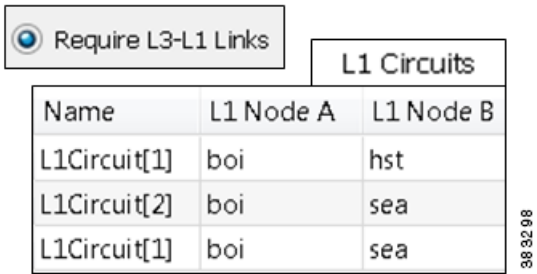 Require L3-L1 Links
L1 Circuits
Name L1 Node A L1 Node B
L1Circuit[1] boi hst
L1Circuit[2] boi sea
L1Circuit[1] boi sea
383298